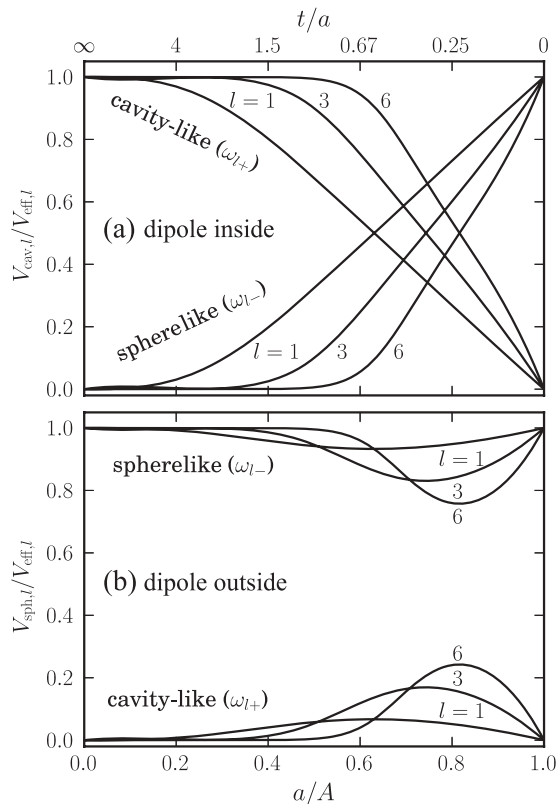 t/a
∞ 4 1.5 0.67 0.25 0
1.0
0.8
0.6
0.4
0.2
0.0
V_{cav,l}/V_{eff,l}
l = 1 3 6
cavity-like (ω_{l+})
(a) dipole inside
spherelike (ω_{l−})
l = 1 3 6
1.0
0.8
0.6
0.4
0.2
0.0
V_{sph,l}/V_{eff,l}
spherelike (ω_{l−})
l = 1
3
6
(b) dipole outside
6
3
l = 1
cavity-like (ω_{l+})
0.0 0.2 0.4 0.6 0.8 1.0
a/A